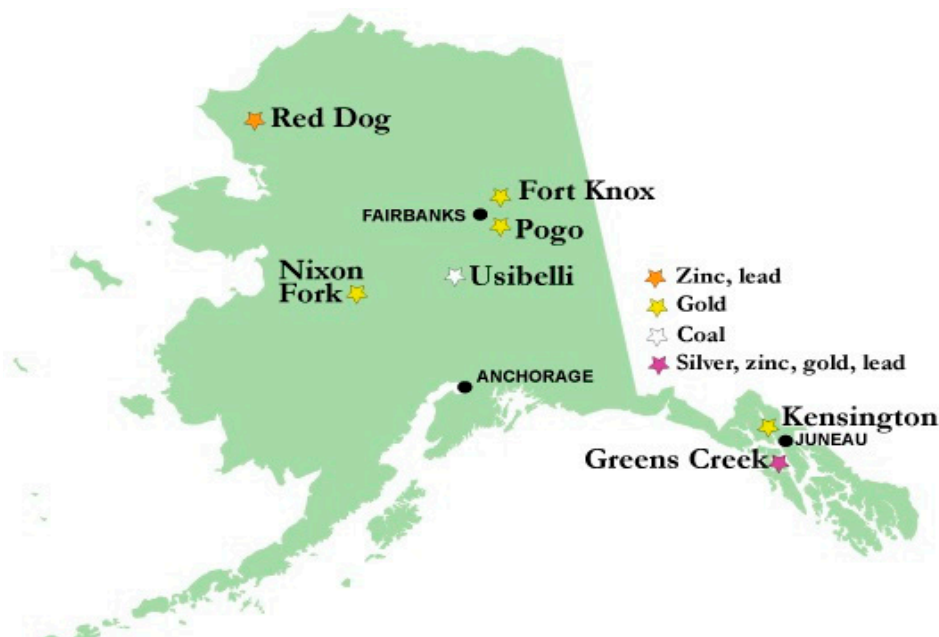 Red Dog
Fort Knox
FAIRBANKS
Pogo
Nixon
Fork
Usibelli
Zinc, lead
Gold
Coal
Silver, zinc, gold, lead
ANCHORAGE
Kensington
JUNEAU
Greens Creek